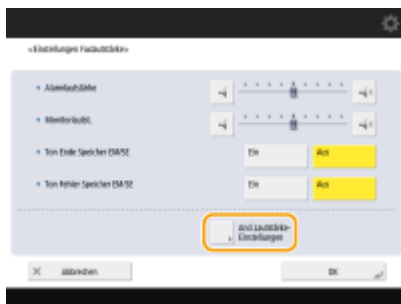 <Einstellungen Faxlautstärke>
Alarmlautstärke
Monitorlautst.
Ton Ende Speicher EM/SE
Ein
Aus
Ton Fehler Speicher EM/SE
Ein
Aus
And Lautstärke-
Einstellungen
Abbrechen
OK